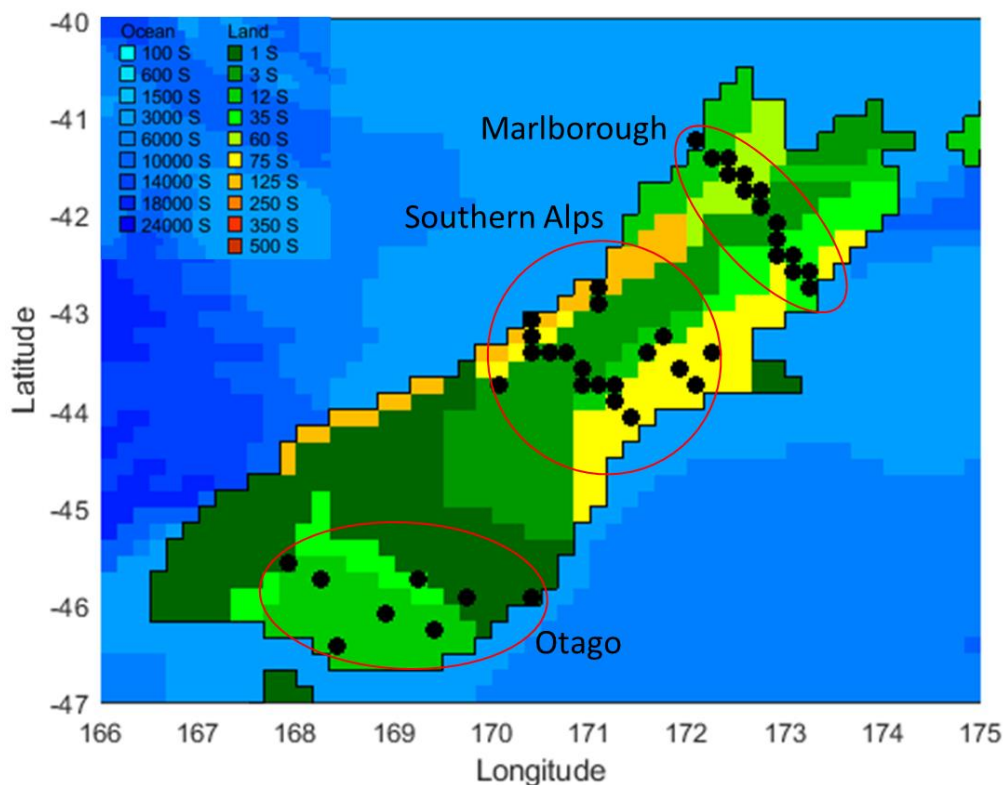 -40
-41
-42
-43
-44
-45
-46
-47
Latitude
Ocean
100 S
600 S
1500 S
3000 S
6000 S
10000 S
14000 S
18000 S
24000 S
Land
1 S
3 S
12 S
35 S
60 S
75 S
125 S
250 S
350 S
500 S
Marlborough
Southern Alps
Otago
166 167 168 169 170 171 172 173 174 175
Longitude